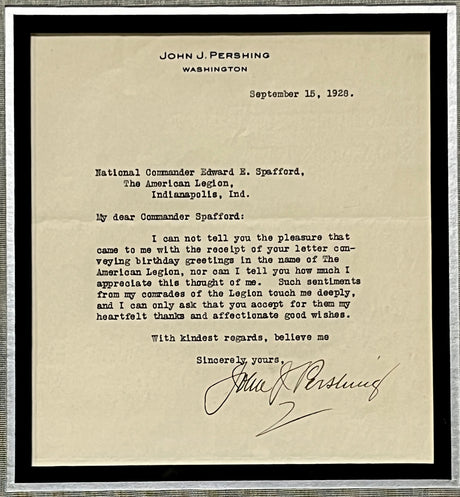 JOHN J. PERSHING
WASHINGTON
September 15, 1928.
National Commander Edward E. Spafford,
The American Legion,
Indianapolis, Ind.
My dear Commander Spafford:
I can not tell you the pleasure that
came to me with the receipt of your letter con-
veying birthday greetings in the name of The
American Legion, nor can I tell you how much I
appreciate this thought of me. Such sentiments
from my comrades of the Legion touch me deeply,
and I can only ask that you accept for them my
heartfelt thanks and affectionate good wishes.
With kindest regards, believe me
Sincerely yours,
John J. Pershing